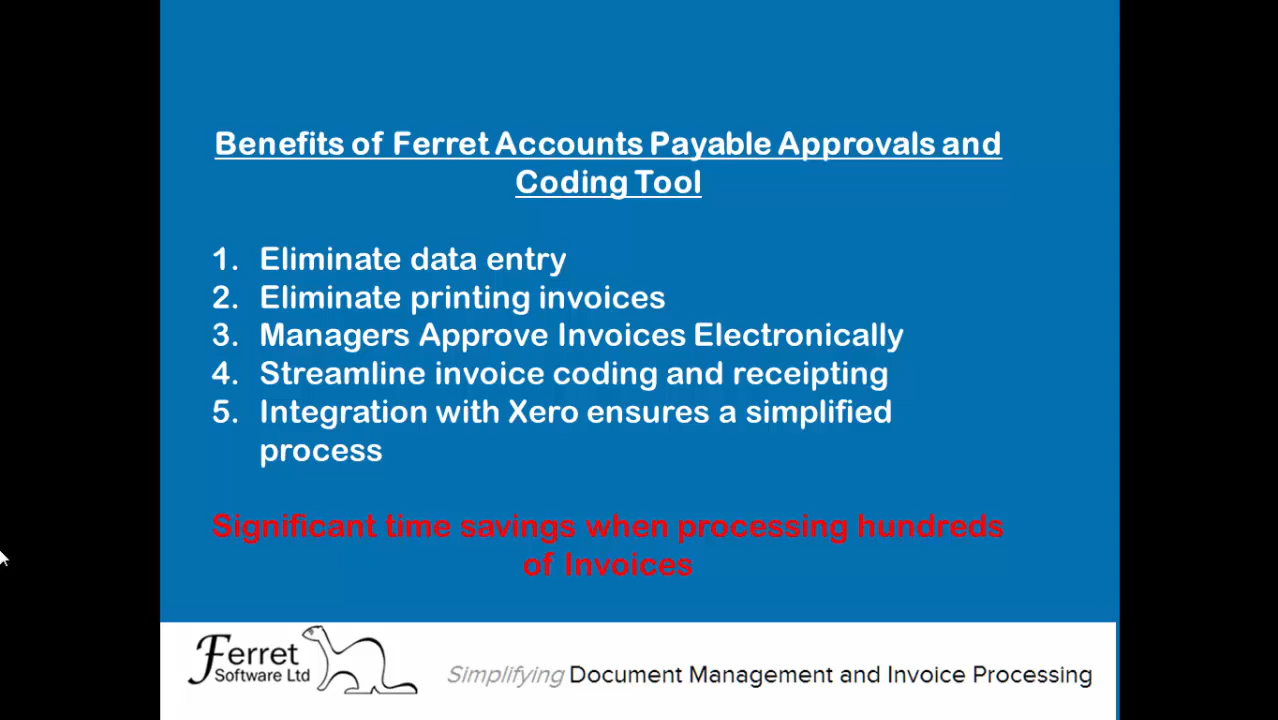 Benefits of Ferret Accounts Payable Approvals and
Coding Tool
1. Eliminate data entry
2. Eliminate printing invoices
3. Managers Approve Invoices Electronically
4. Streamline invoice coding and receipting
5. Integration with Xero ensures a simplified
process
Significant time savings when processing hundreds
of Invoices
Ferret
Software Ltd
Simplifying Document Management and Invoice Processing